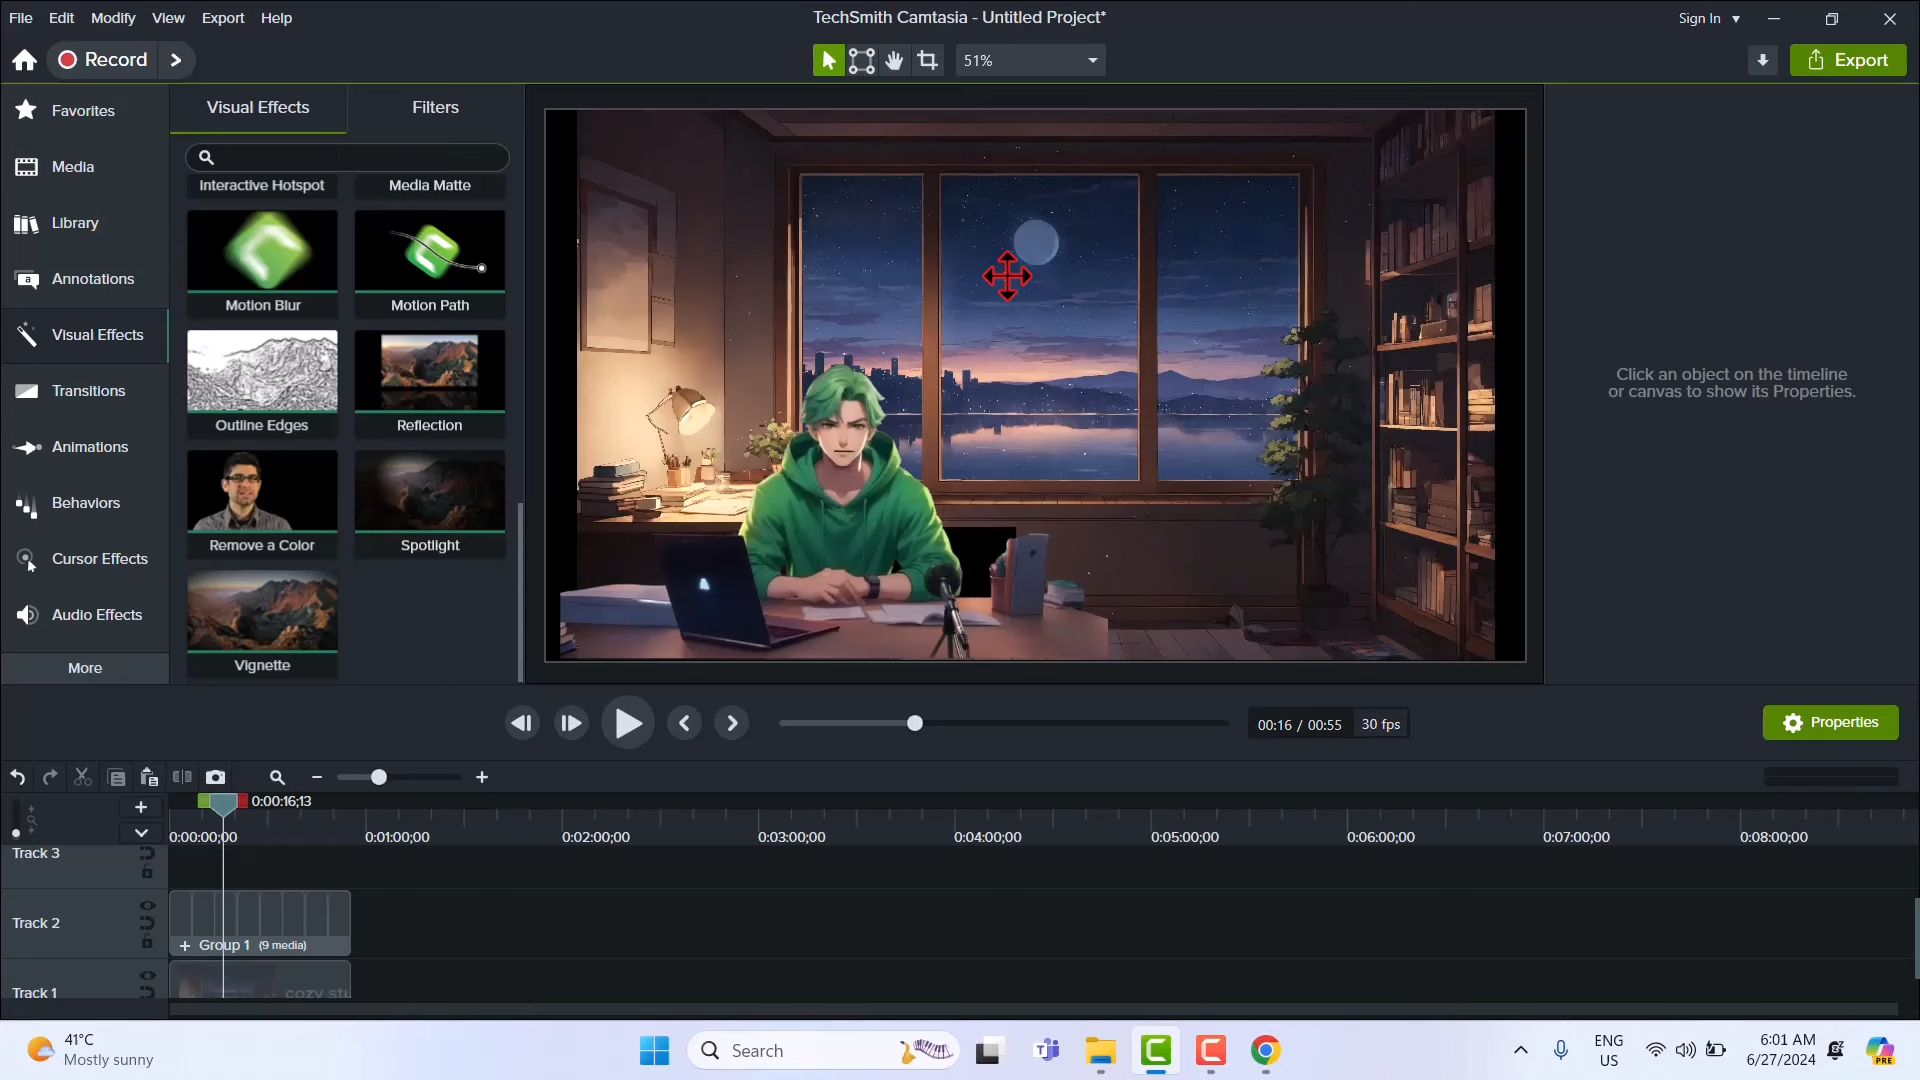 File Edit Modify View Export Help
TechSmith Camtasia - Untitled Project*
Sign In
Record
51%
Export
Favorites
Media
Library
Annotations
Visual Effects
Transitions
Animations
Behaviors
Cursor Effects
Audio Effects
More
Visual Effects
Filters
Interactive Hotspot
Media Matte
Motion Blur
Motion Path
Outline Edges
Reflection
Remove a Color
Spotlight
Vignette
Click an object on the timeline
or canvas to show its Properties.
00:16 / 00:55
30 fps
Properties
0:00:16;13
0:00:00;00 0:01:00;00 0:02:00;00 0:03:00;00 0:04:00;00 0:05:00;00 0:06:00;00 0:07:00;00 0:08:00;00
Track 3
Track 2
+ Group 1 (9 media)
Track 1
cozy stu
41°C
Mostly sunny
Search
ENG
US
6:01 AM
6/27/2024
PRE